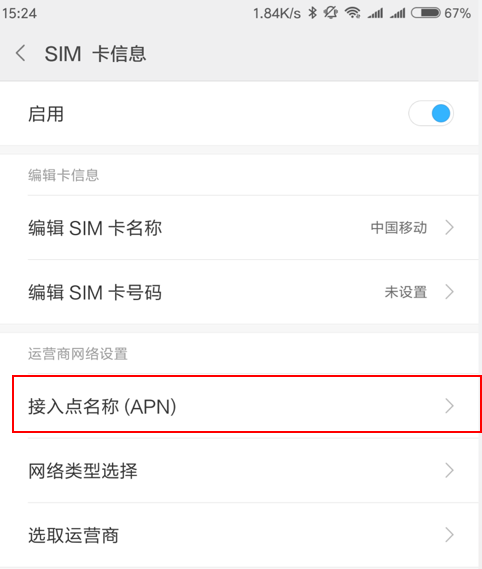 15:24 1.84K/s 67%
SIM 卡信息
启用
编辑卡信息
编辑 SIM 卡名称 中国移动
编辑 SIM 卡号码 未设置
运营商网络设置
接入点名称 (APN)
网络类型选择
选取运营商